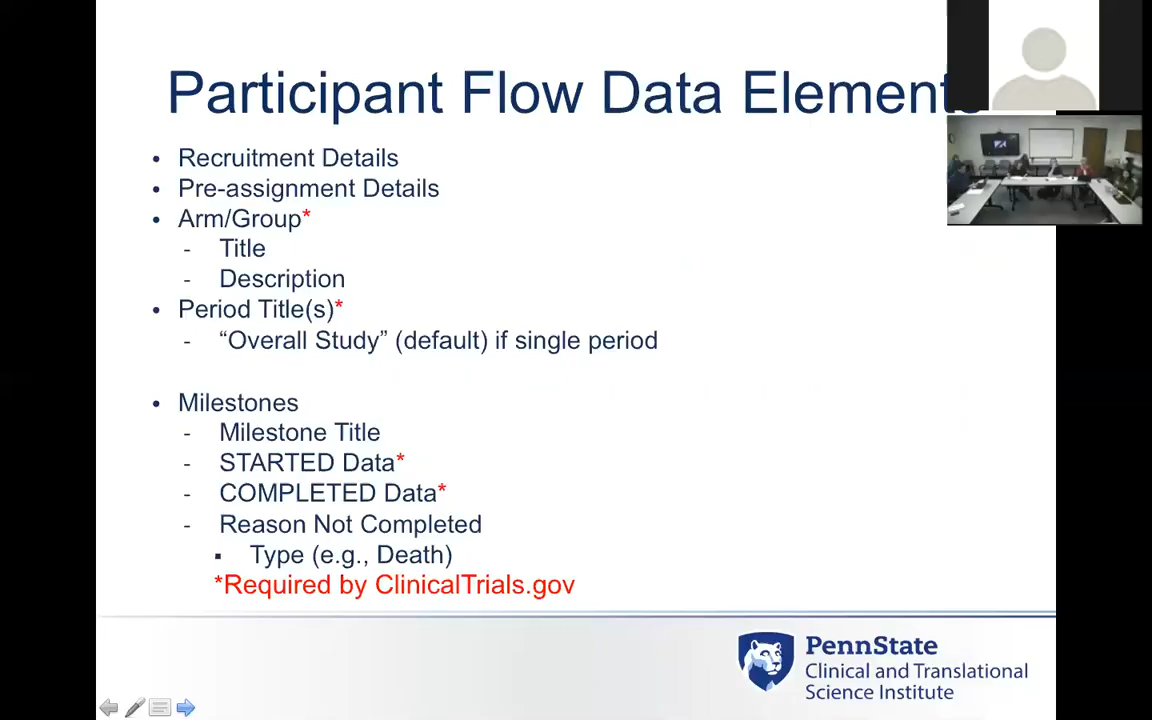 Participant Flow Data Elements
• Recruitment Details
• Pre-assignment Details
• Arm/Group*
- Title
- Description
• Period Title(s)*
- “Overall Study” (default) if single period
• Milestones
- Milestone Title
- STARTED Data*
- COMPLETED Data*
- Reason Not Completed
▪ Type (e.g., Death)
*Required by ClinicalTrials.gov
PennState
Clinical and Translational
Science Institute